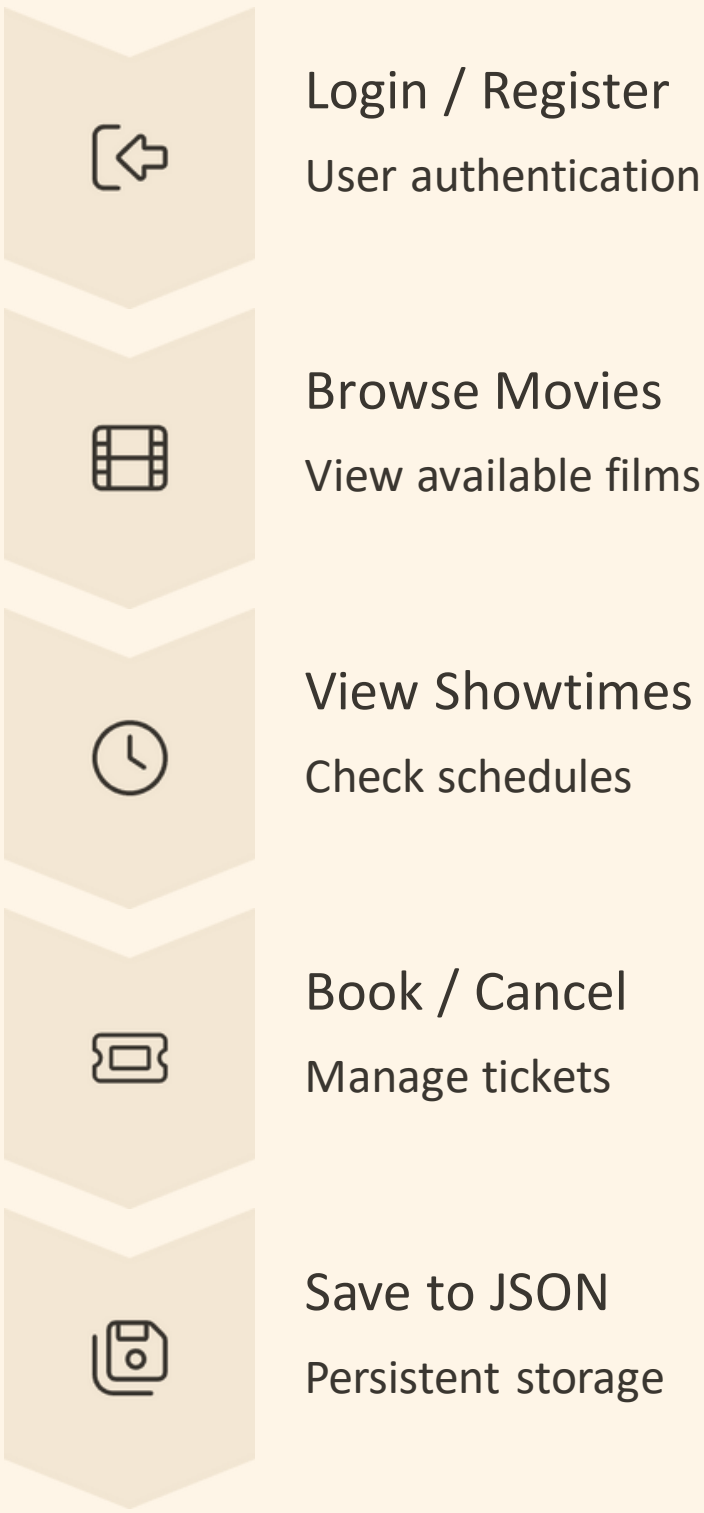 Login / Register
User authentication
Browse Movies
View available films
View Showtimes
Check schedules
Book / Cancel
Manage tickets
Save to JSON
Persistent storage